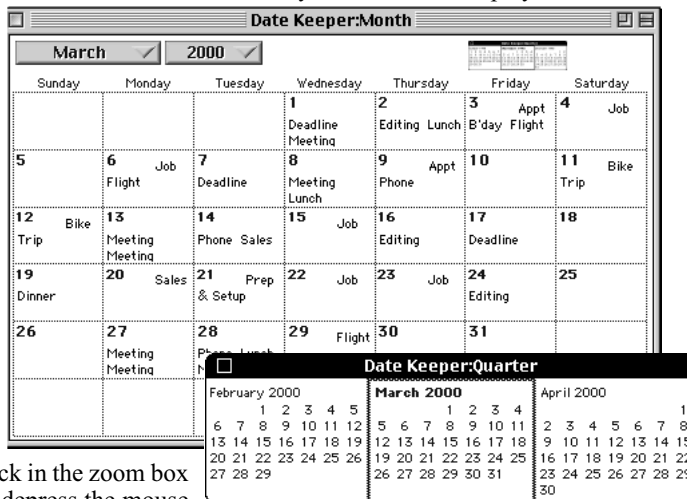 Date Keeper:Month
March 2000
Sunday Monday Tuesday Wednesday Thursday Friday Saturday
1 2 3 Appt 4 Job
Deadline Editing Lunch B'day Flight
Meeting
5 6 Job 7 8 9 Appt 10 11 Bike
Flight Deadline Meeting Phone Trip
Lunch
12 Bike 13 14 15 Job 16 17 18
Trip Meeting Phone Sales Editing Deadline
Meeting
19 20 Sales 21 Prep 22 Job 23 Job 24 25
Dinner & Setup Editing
26 27 28 29 Flight 30 31
Meeting
Meeting
Date Keeper:Quarter
February 2000 March 2000 April 2000
1 2 3 4 5 1 2 3 4 1
6 7 8 9 10 11 12 5 6 7 8 9 10 11 2 3 4 5 6 7 8
13 14 15 16 17 18 19 12 13 14 15 16 17 18 9 10 11 12 13 14 15
20 21 22 23 24 25 26 19 20 21 22 23 24 25 16 17 18 19 20 21 22
27 28 29 26 27 28 29 30 31 23 24 25 26 27 28 29
30
ck in the zoom box
depress the mouse